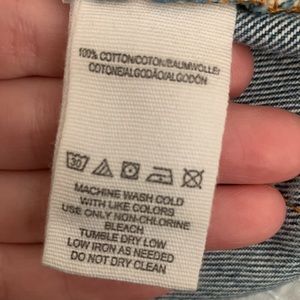 100% COTTON/COTON/BAUMWOLLE/
COTONE/ALGODÃO/ALGODÓN
30
MACHINE WASH COLD
WITH LIKE COLORS
USE ONLY NON-CHLORINE
BLEACH
TUMBLE DRY LOW
LOW IRON AS NEEDED
DO NOT DRY CLEAN